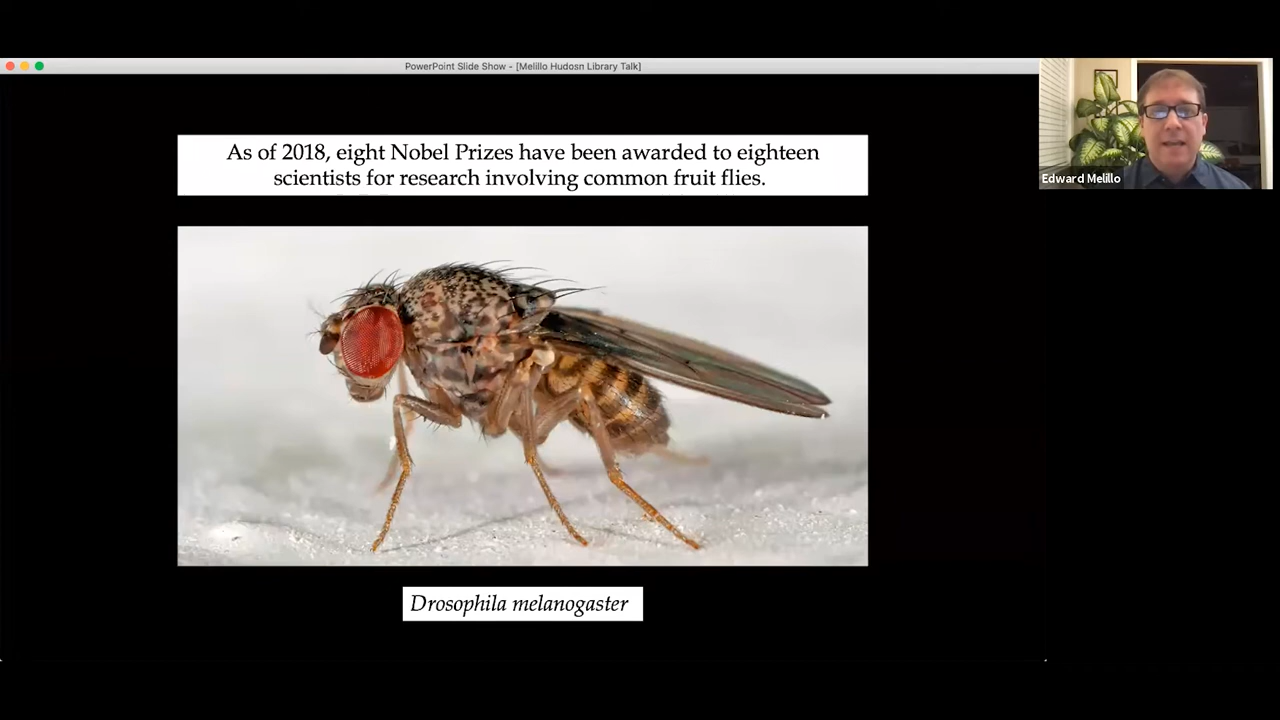 PowerPoint Slide Show - [Melillo Hudosn Library Talk]
As of 2018, eight Nobel Prizes have been awarded to eighteen
scientists for research involving common fruit flies.
Edward Melillo
Drosophila melanogaster